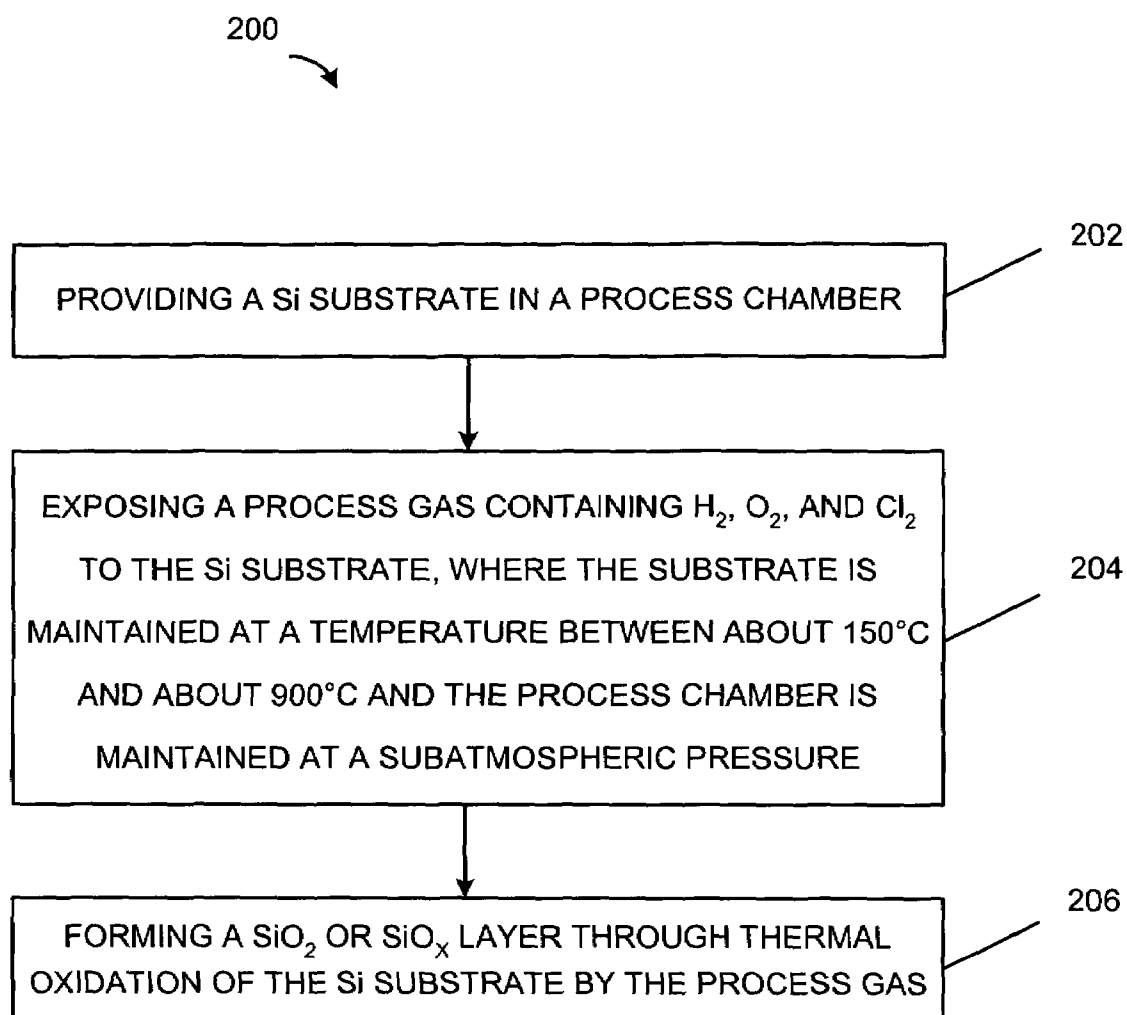 200
202
PROVIDING A Si SUBSTRATE IN A PROCESS CHAMBER
EXPOSING A PROCESS GAS CONTAINING H₂, O₂, AND Cl₂
TO THE Si SUBSTRATE, WHERE THE SUBSTRATE IS
204
MAINTAINED AT A TEMPERATURE BETWEEN ABOUT 150°C
AND ABOUT 900°C AND THE PROCESS CHAMBER IS
MAINTAINED AT A SUBATMOSPHERIC PRESSURE
206
FORMING A SiO₂ OR SiOₓ LAYER THROUGH THERMAL
OXIDATION OF THE Si SUBSTRATE BY THE PROCESS GAS